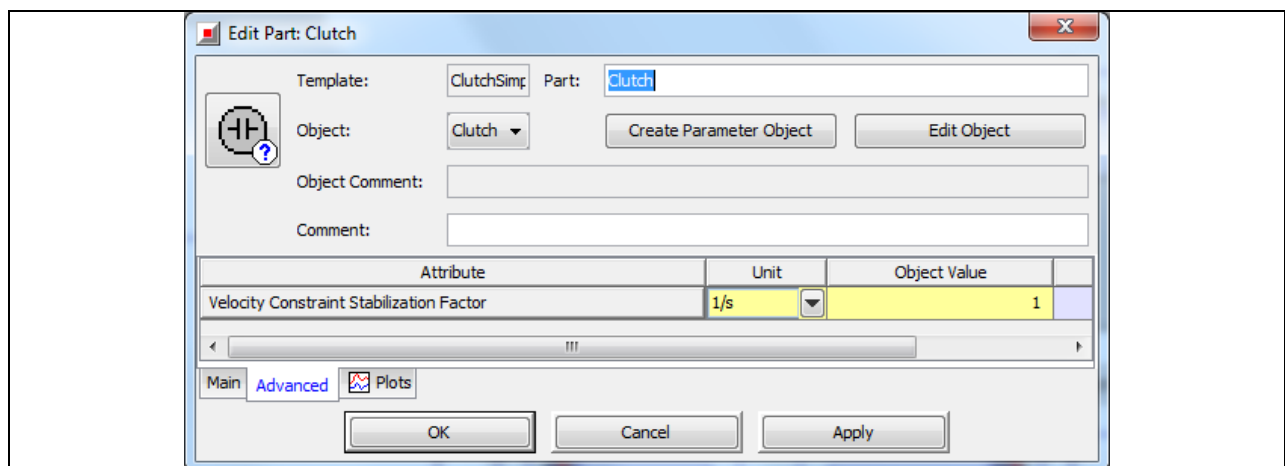 Edit Part: Clutch
Template: ClutchSimp Part: Clutch
Object: Clutch Create Parameter Object Edit Object
Object Comment:
Comment:
Attribute Unit Object Value
Velocity Constraint Stabilization Factor 1/s 1
Main Advanced Plots
OK Cancel Apply